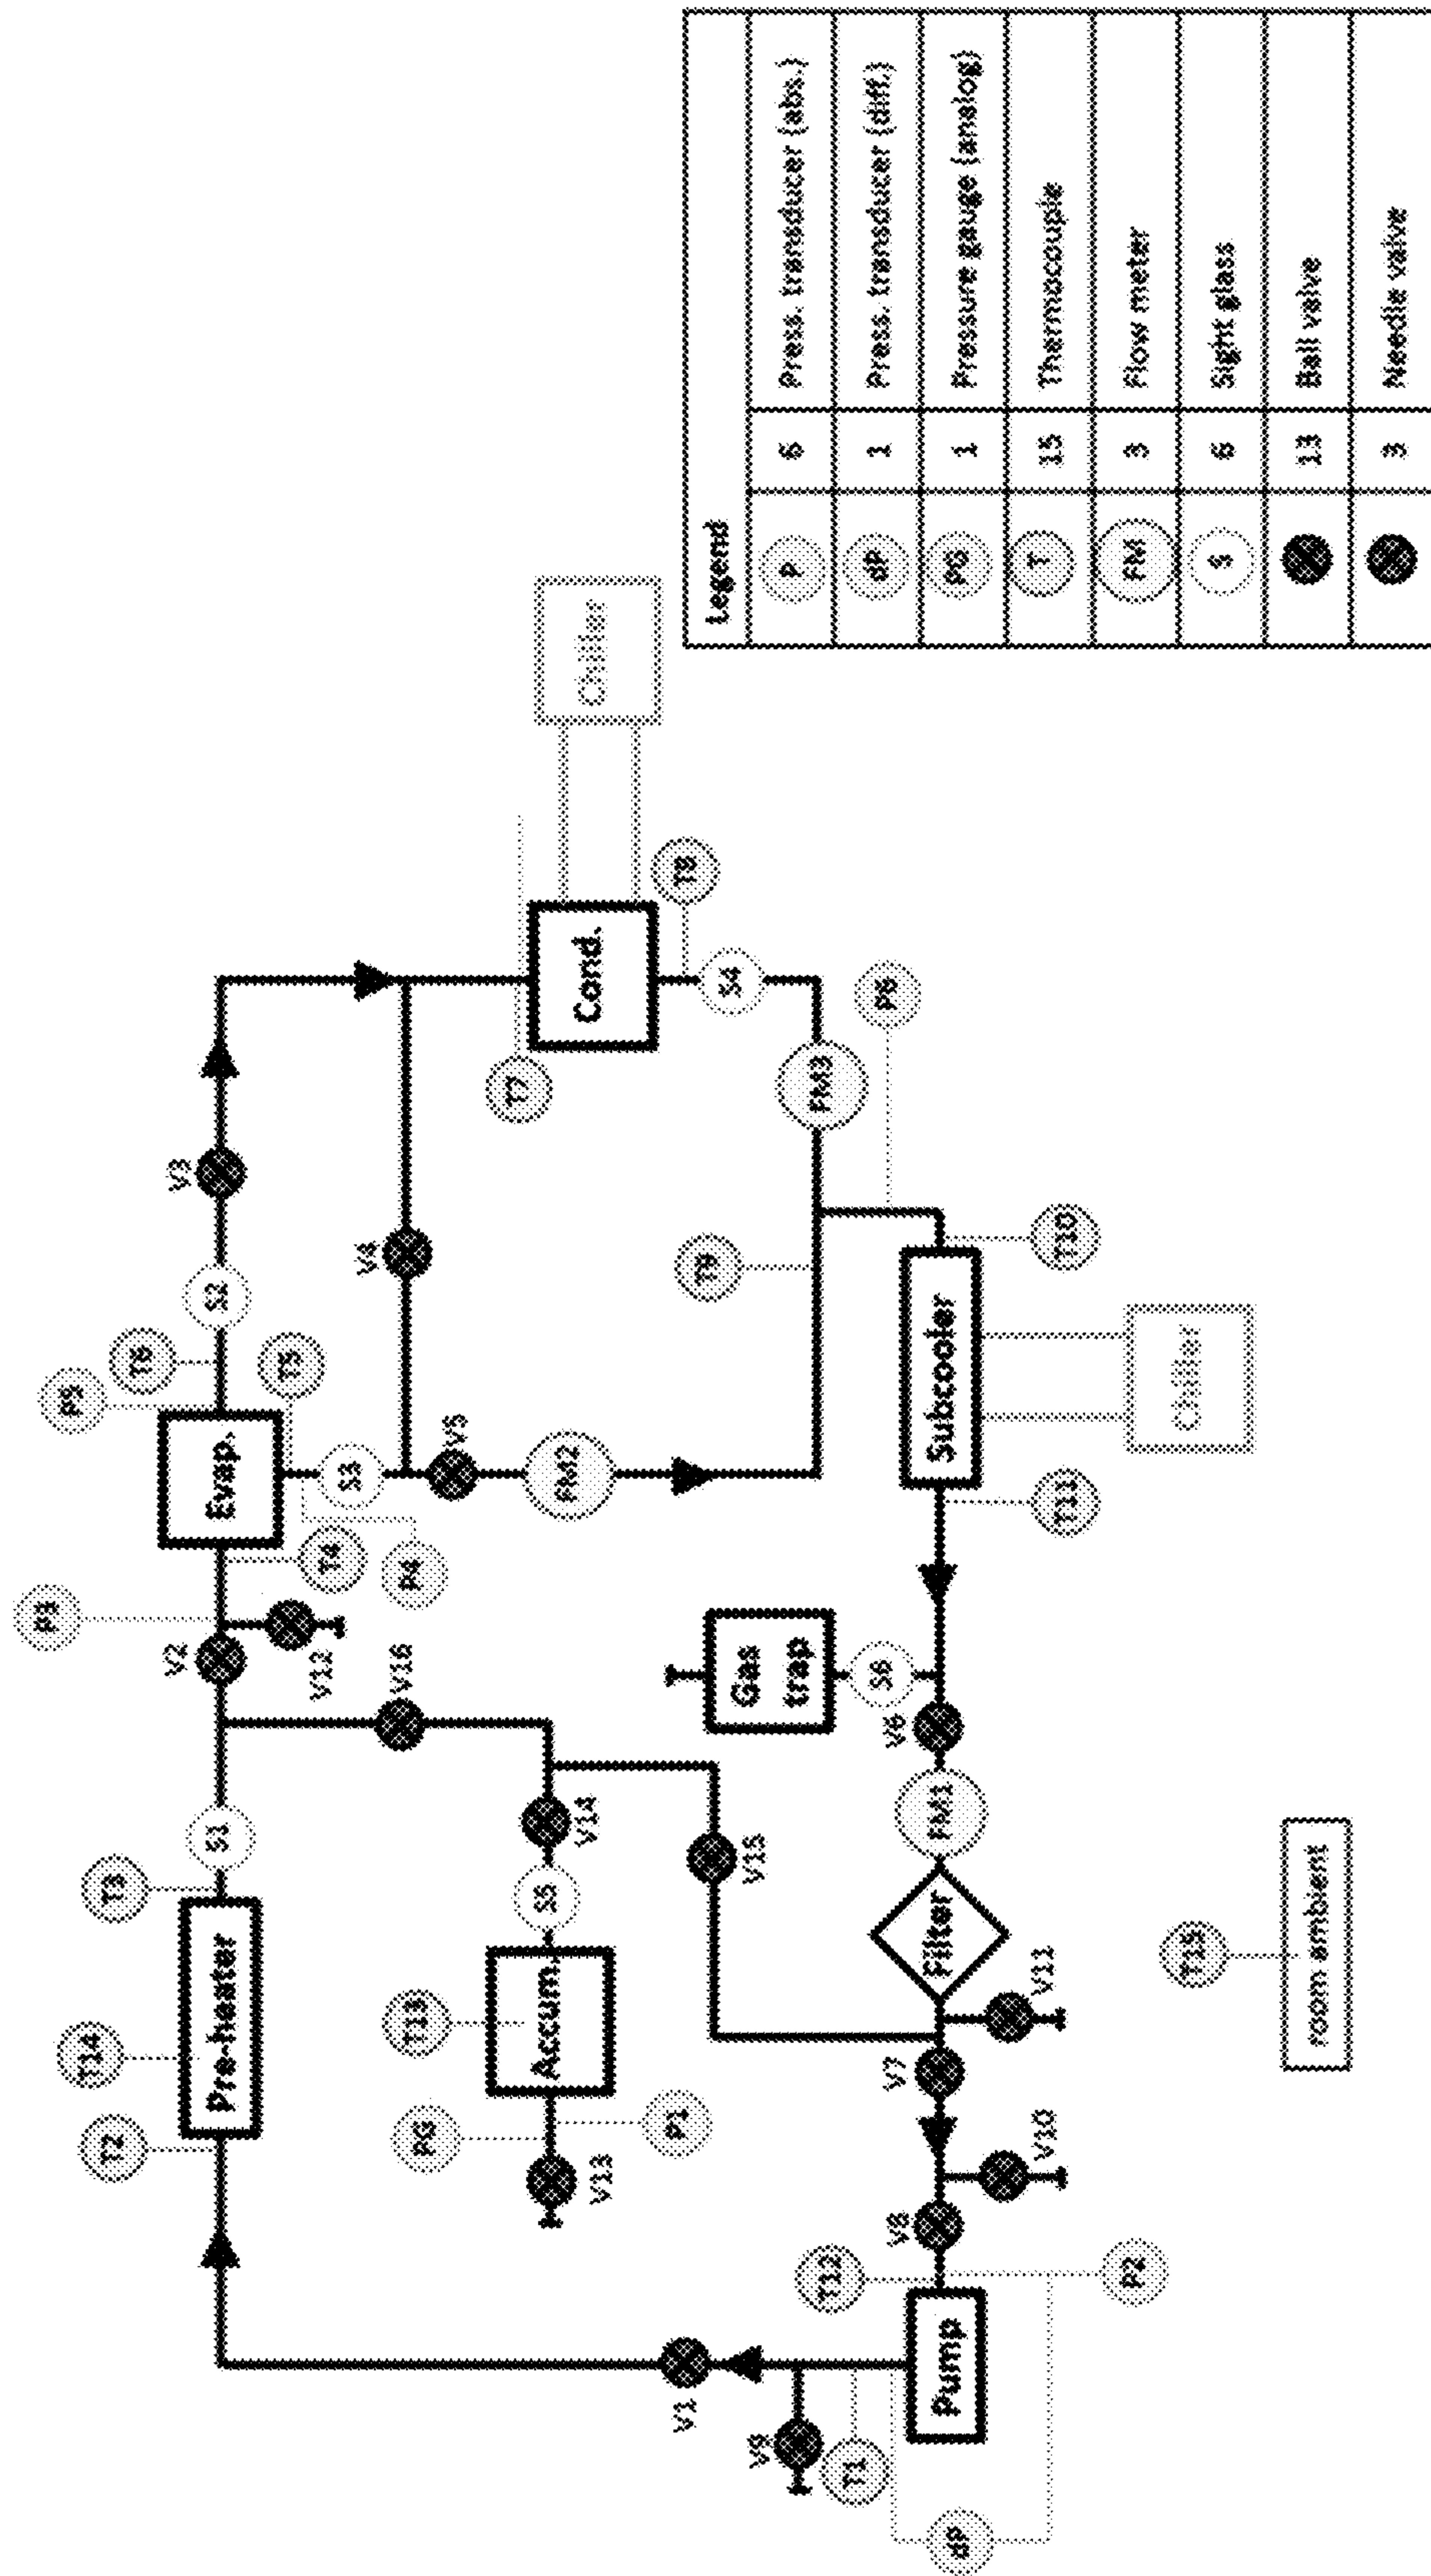 P3
P5
T14
T2
T3
V2
T6
V3
Pre-heater
S1
Evap.
S2
V12
T4
T5
V16
S3
V4
P4
V5
PG
T13
V13
Accum.
S5
V14
FM2
T7
Cond.
Chiller
P1
V1
V15
Gas
trap
T9
T8
S4
V9
T12
S6
FM3
T1
V8
V7
V6
P6
dP
Pump
Filter
FM1
Subcooler
V10
V11
T11
T10
P2
T15
Chiller
room ambient
Legend
P 6 Press. transducer (abs.)
dP 1 Press. transducer (diff.)
PG 1 Pressure gauge (analog)
T 15 Thermocouple
FM 3 Flow meter
S 6 Sight glass
13 Ball valve
3 Needle valve